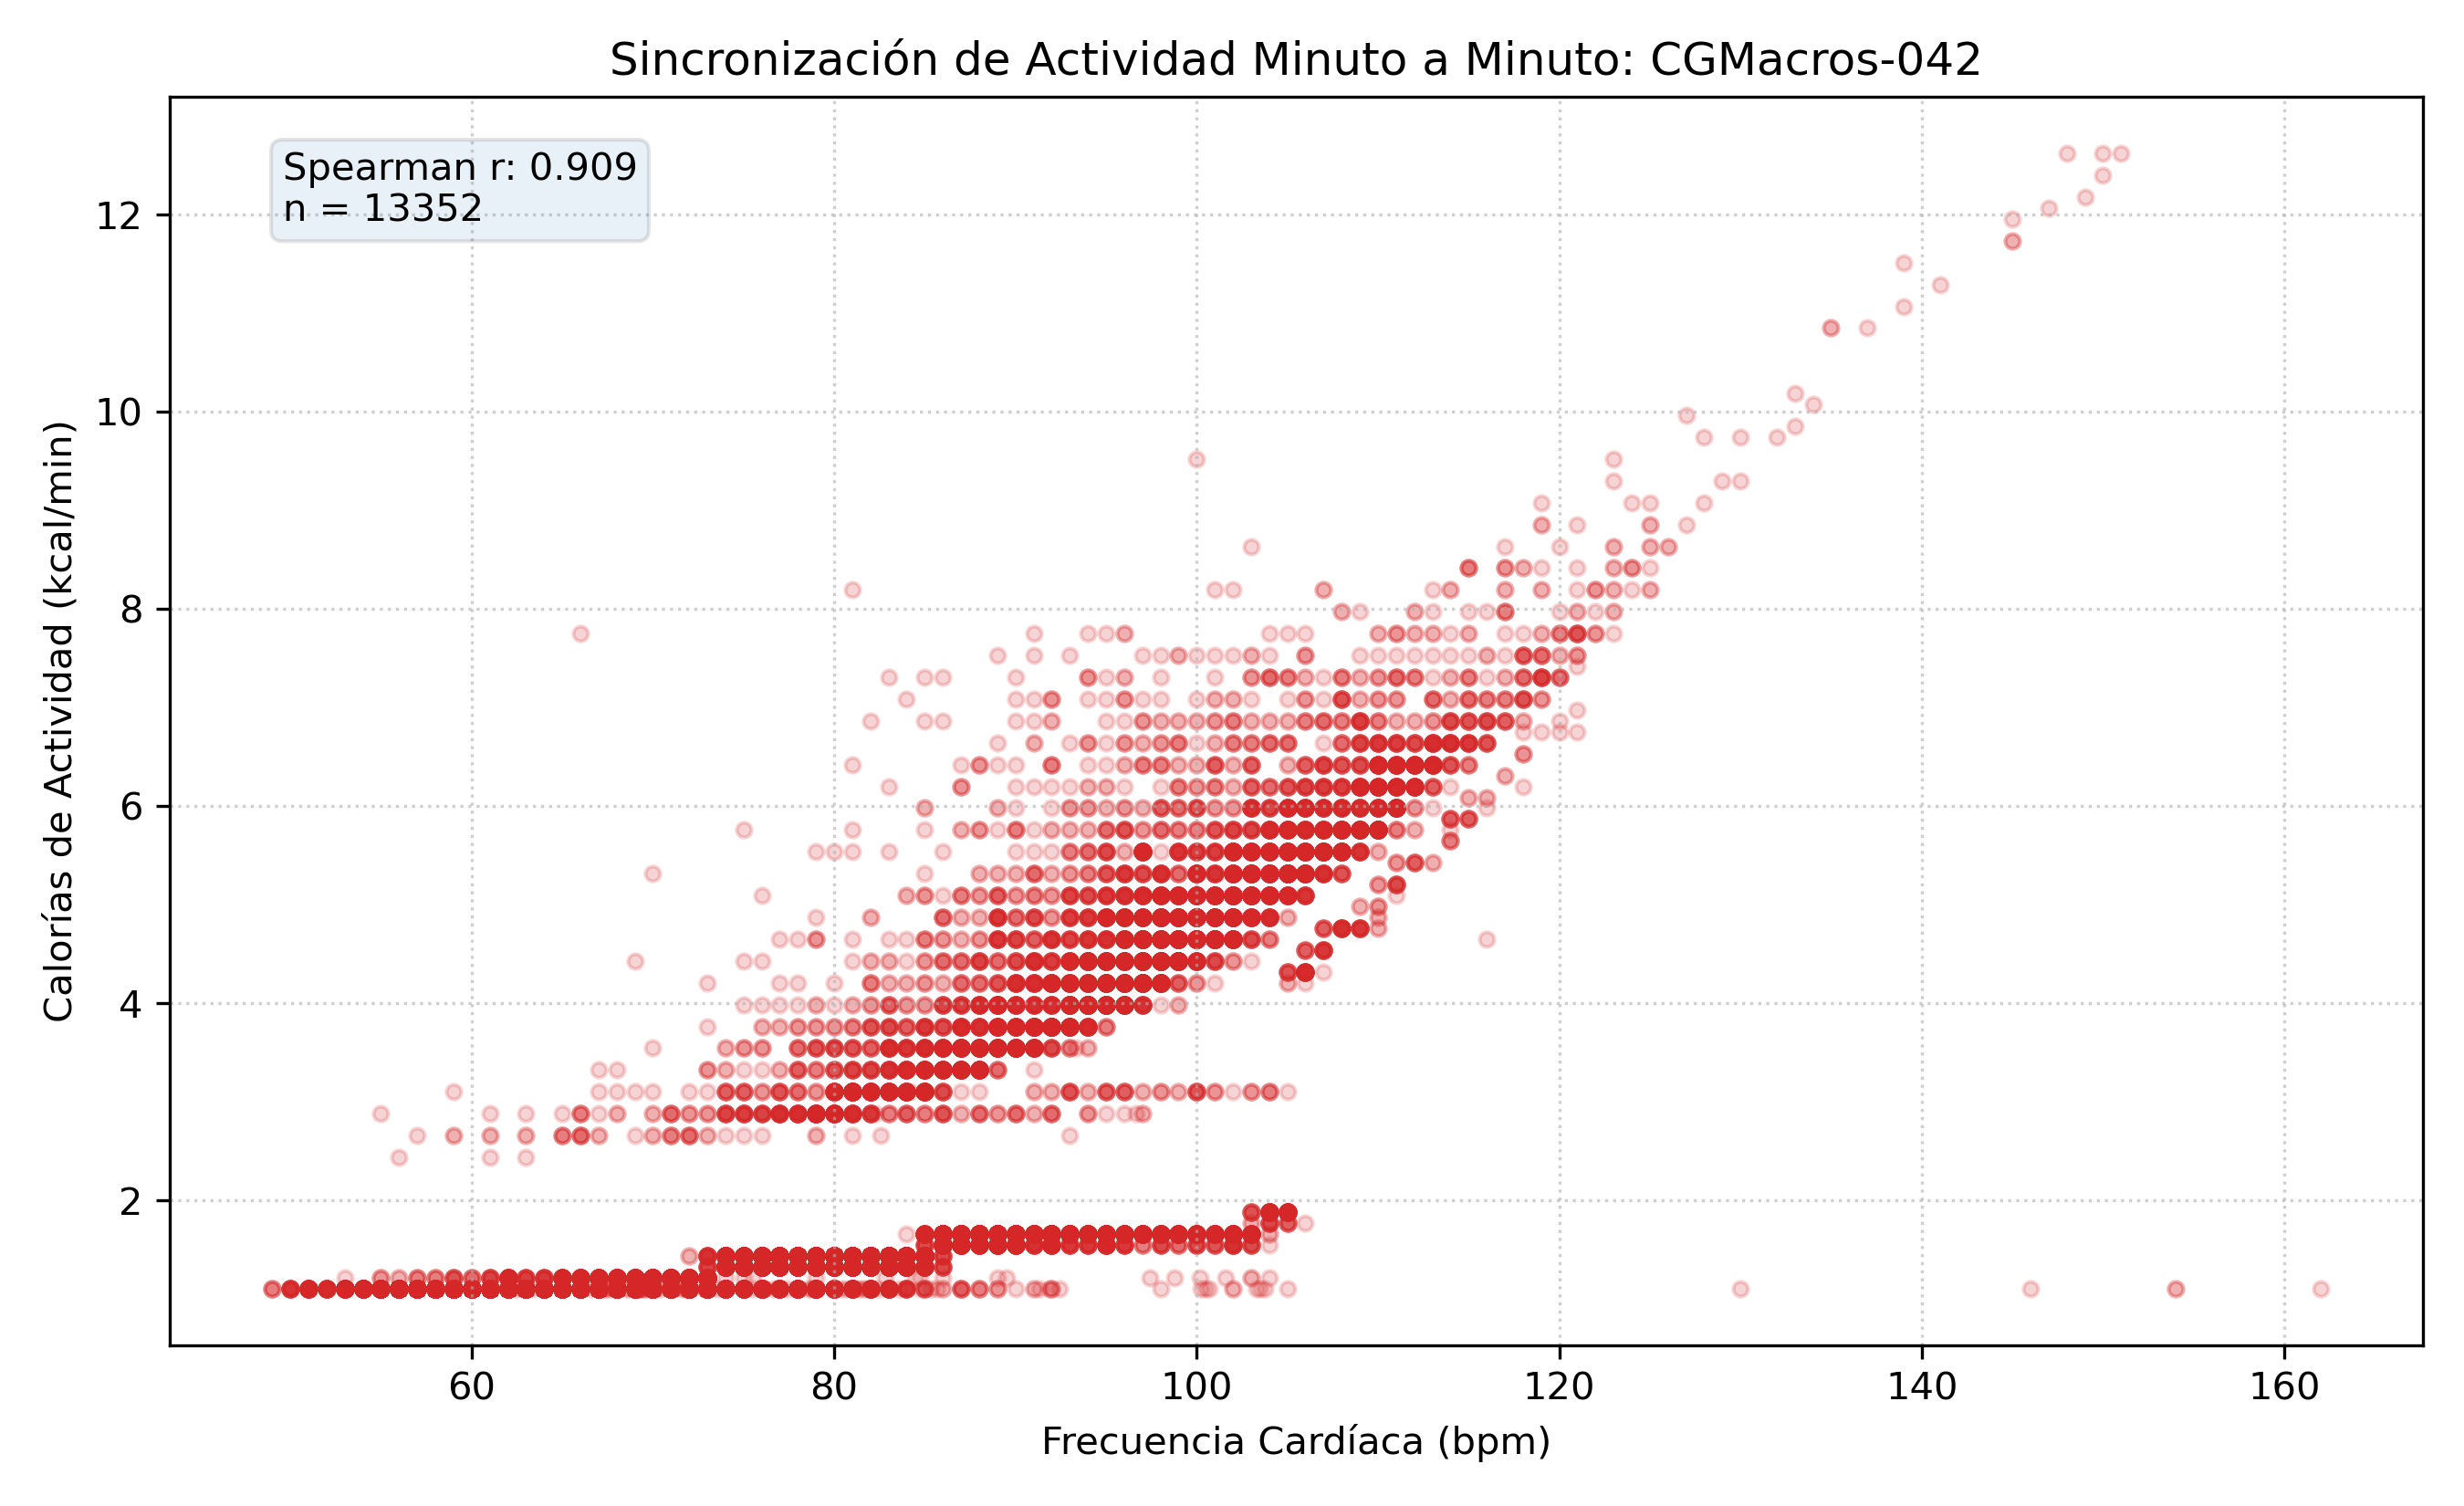 Sincronización de Actividad Minuto a Minuto: CGMacros-042
Spearman r: 0.909
n = 13352
Calorías de Actividad (kcal/min)
12
10
8
6
4
2
60 80 100 120 140 160
Frecuencia Cardíaca (bpm)